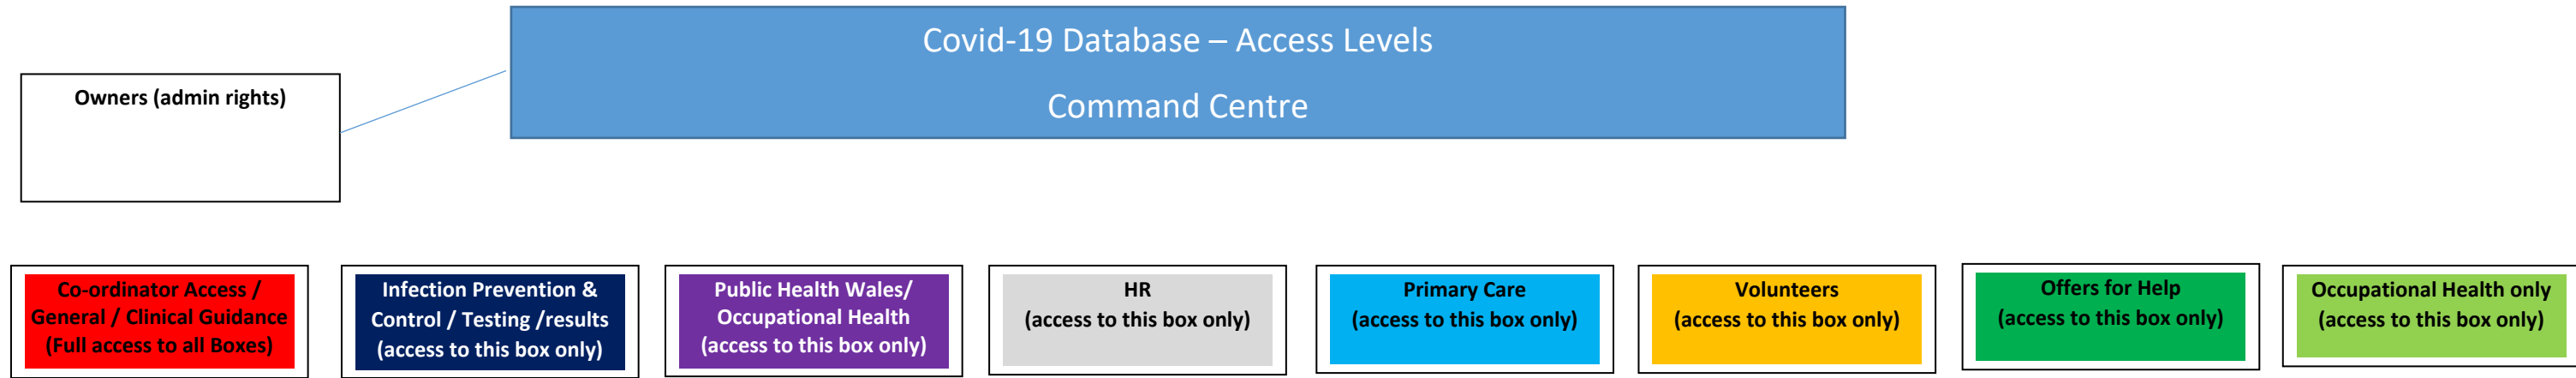 Covid-19 Database – Access Levels
Command Centre
Owners (admin rights)
Co-ordinator Access /
General / Clinical Guidance
(Full access to all Boxes)
Infection Prevention &
Control / Testing /results
(access to this box only)
Public Health Wales/
Occupational Health
(access to this box only)
HR
(access to this box only)
Primary Care
(access to this box only)
Volunteers
(access to this box only)
Offers for Help
(access to this box only)
Occupational Health only
(access to this box only)